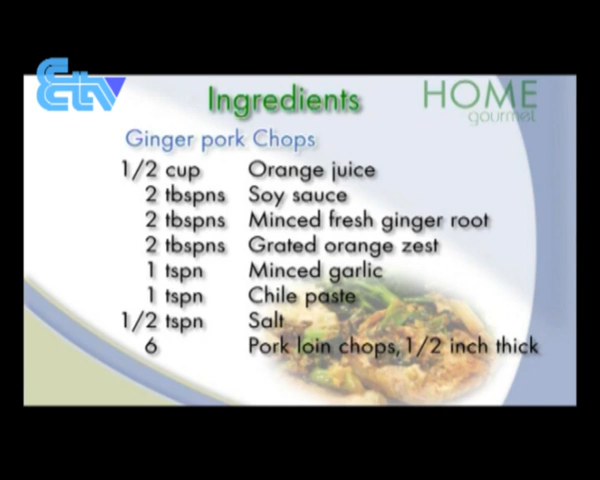 Etv
Ingredients
HOME
gourmet
Ginger pork Chops
1/2 cup Orange juice
2 tbspns Soy sauce
2 tbspns Minced fresh ginger root
2 tbspns Grated orange zest
1 tspn Minced garlic
1 tspn Chile paste
1/2 tspn Salt
6 Pork loin chops, 1/2 inch thick